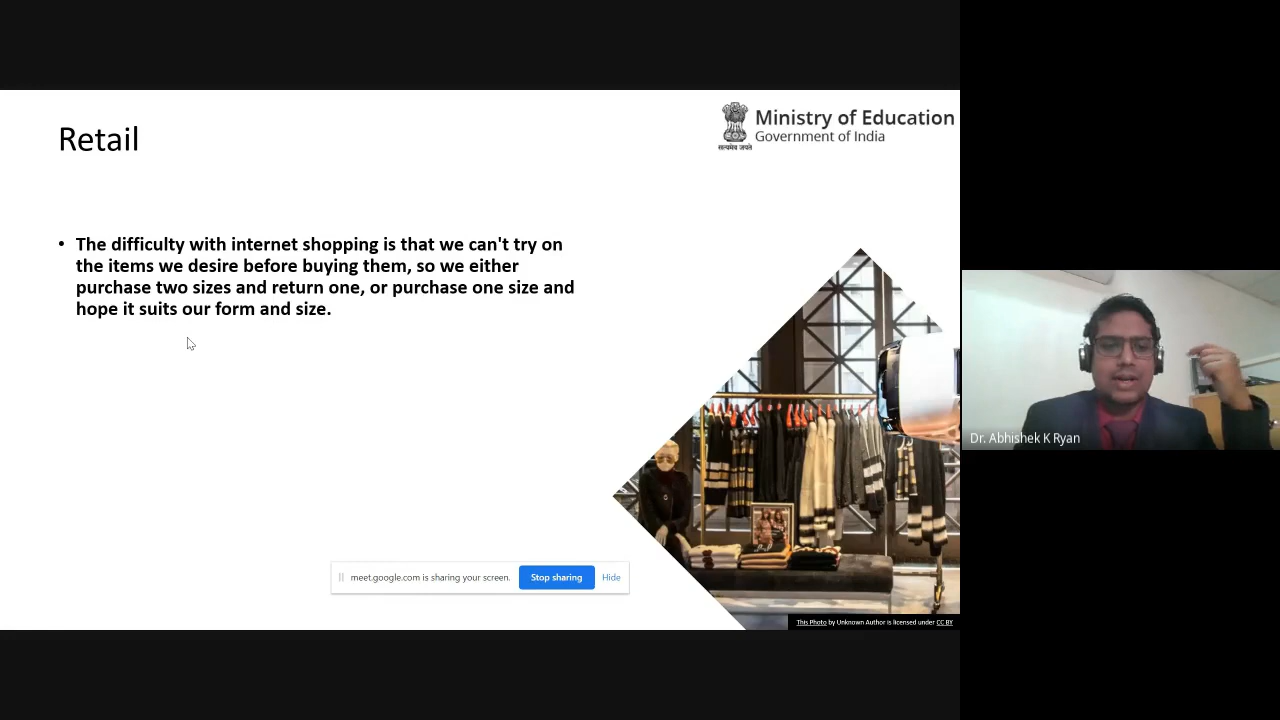 Retail
Ministry of Education
Government of India
सत्यमेव जयते
• The difficulty with internet shopping is that we can't try on
the items we desire before buying them, so we either
purchase two sizes and return one, or purchase one size and
hope it suits our form and size.
Dr. Abhishek K Ryan
meet.google.com is sharing your screen.
Stop sharing
Hide
This Photo by Unknown Author is licensed under CC BY